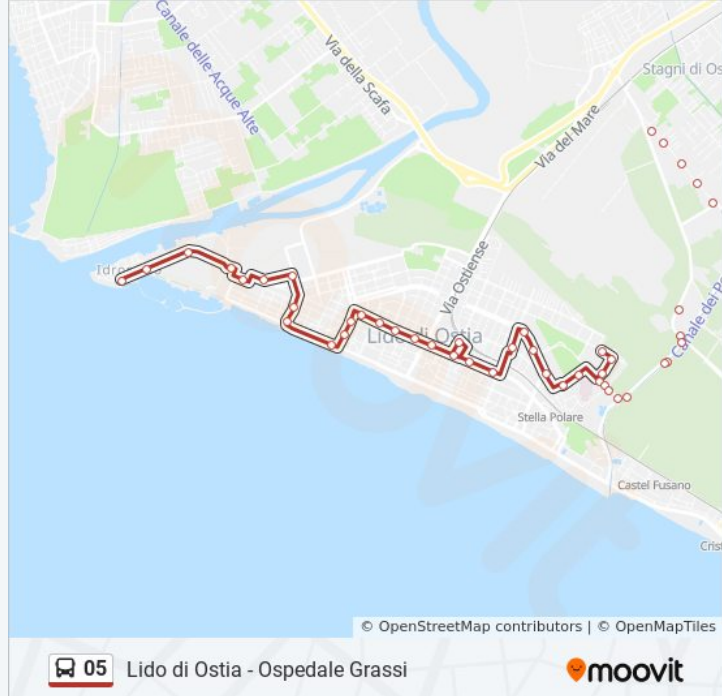 Canale delle Acque Alte
Via della Scafa
Stagni di Os
Via del Mare
Idro
Via Ostiense
Lido di Ostia
Canale dei P
Stella Polare
Castel Fusano
Cris
© OpenStreetMap contributors | © OpenMapTiles
05 Lido di Ostia - Ospedale Grassi
moovit